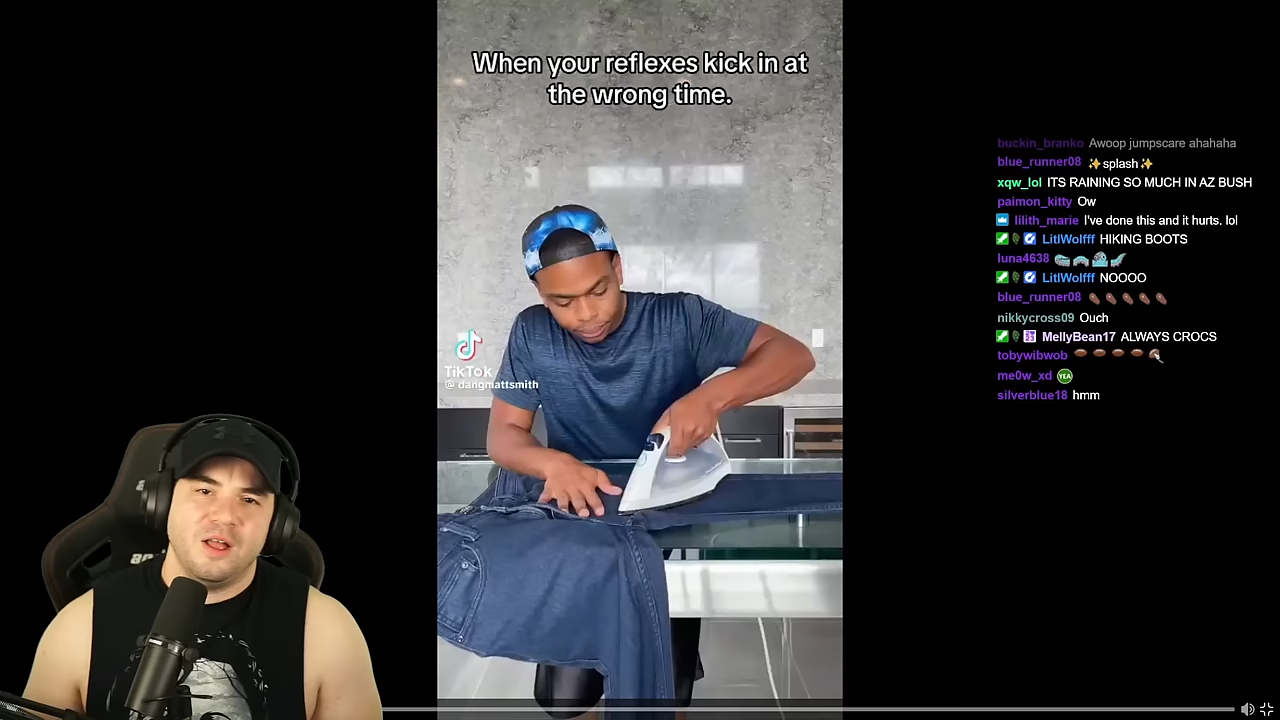 When your reflexes kick in at
the wrong time.
TikTok
@ dangmattsmith
buckin_branko Awoop jumpscare ahahaha
blue_runner08 ✨splash✨
xqw_lol ITS RAINING SO MUCH IN AZ BUSH
paimon_kitty Ow
lilith_marie I've done this and it hurts. lol
LitlWolfff HIKING BOOTS
luna4638
LitlWolfff NOOOO
blue_runner08
nikkycross09 Ouch
MellyBean17 ALWAYS CROCS
tobywibwob
me0w_xd YEA
silverblue18 hmm